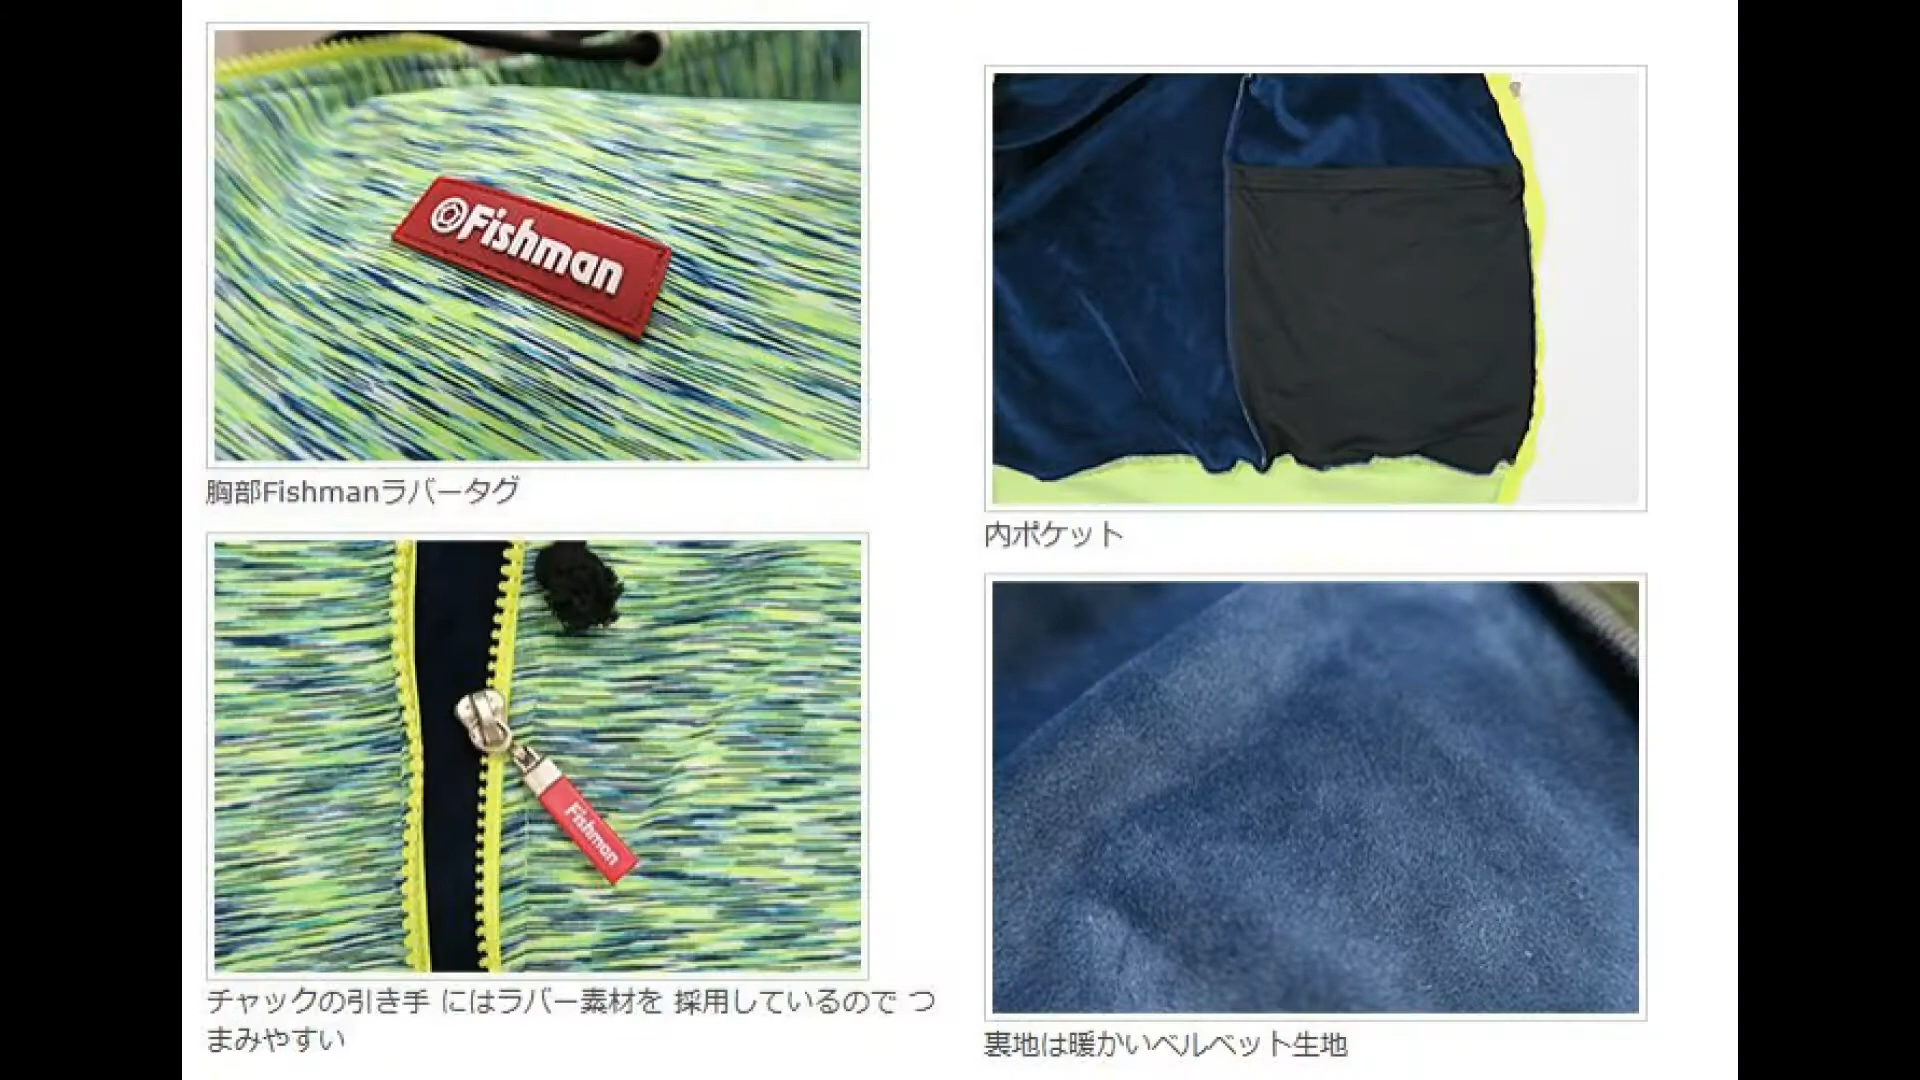 Fishman
胸部Fishmanラバータグ
Fishman
チャックの引き手 にはラバー素材を 採用しているので つ
まみやすい
内ポケット
裏地は暖かいベルベット生地